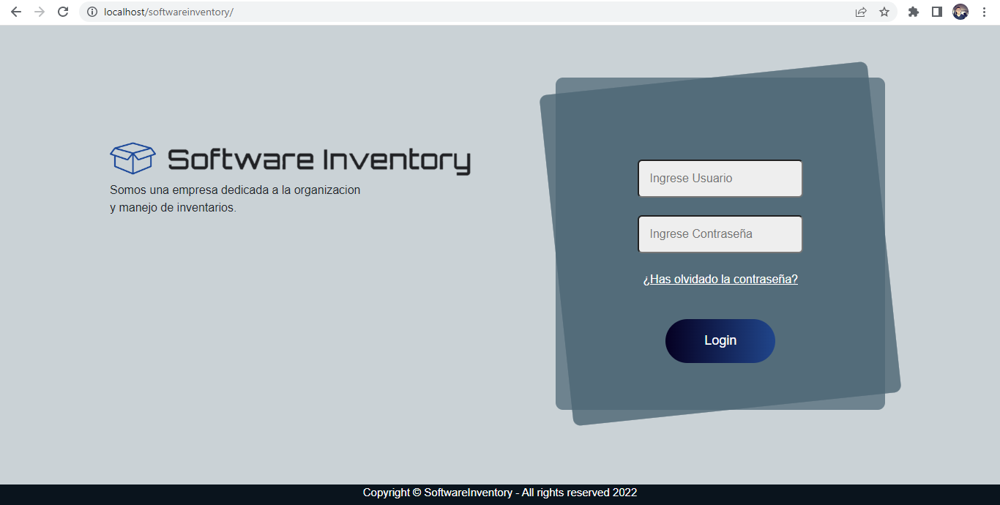 localhost/softwareinventory/
Software Inventory
Somos una empresa dedicada a la organizacion
y manejo de inventarios.
Ingrese Usuario
Ingrese Contraseña
¿Has olvidado la contraseña?
Login
Copyright © SoftwareInventory - All rights reserved 2022